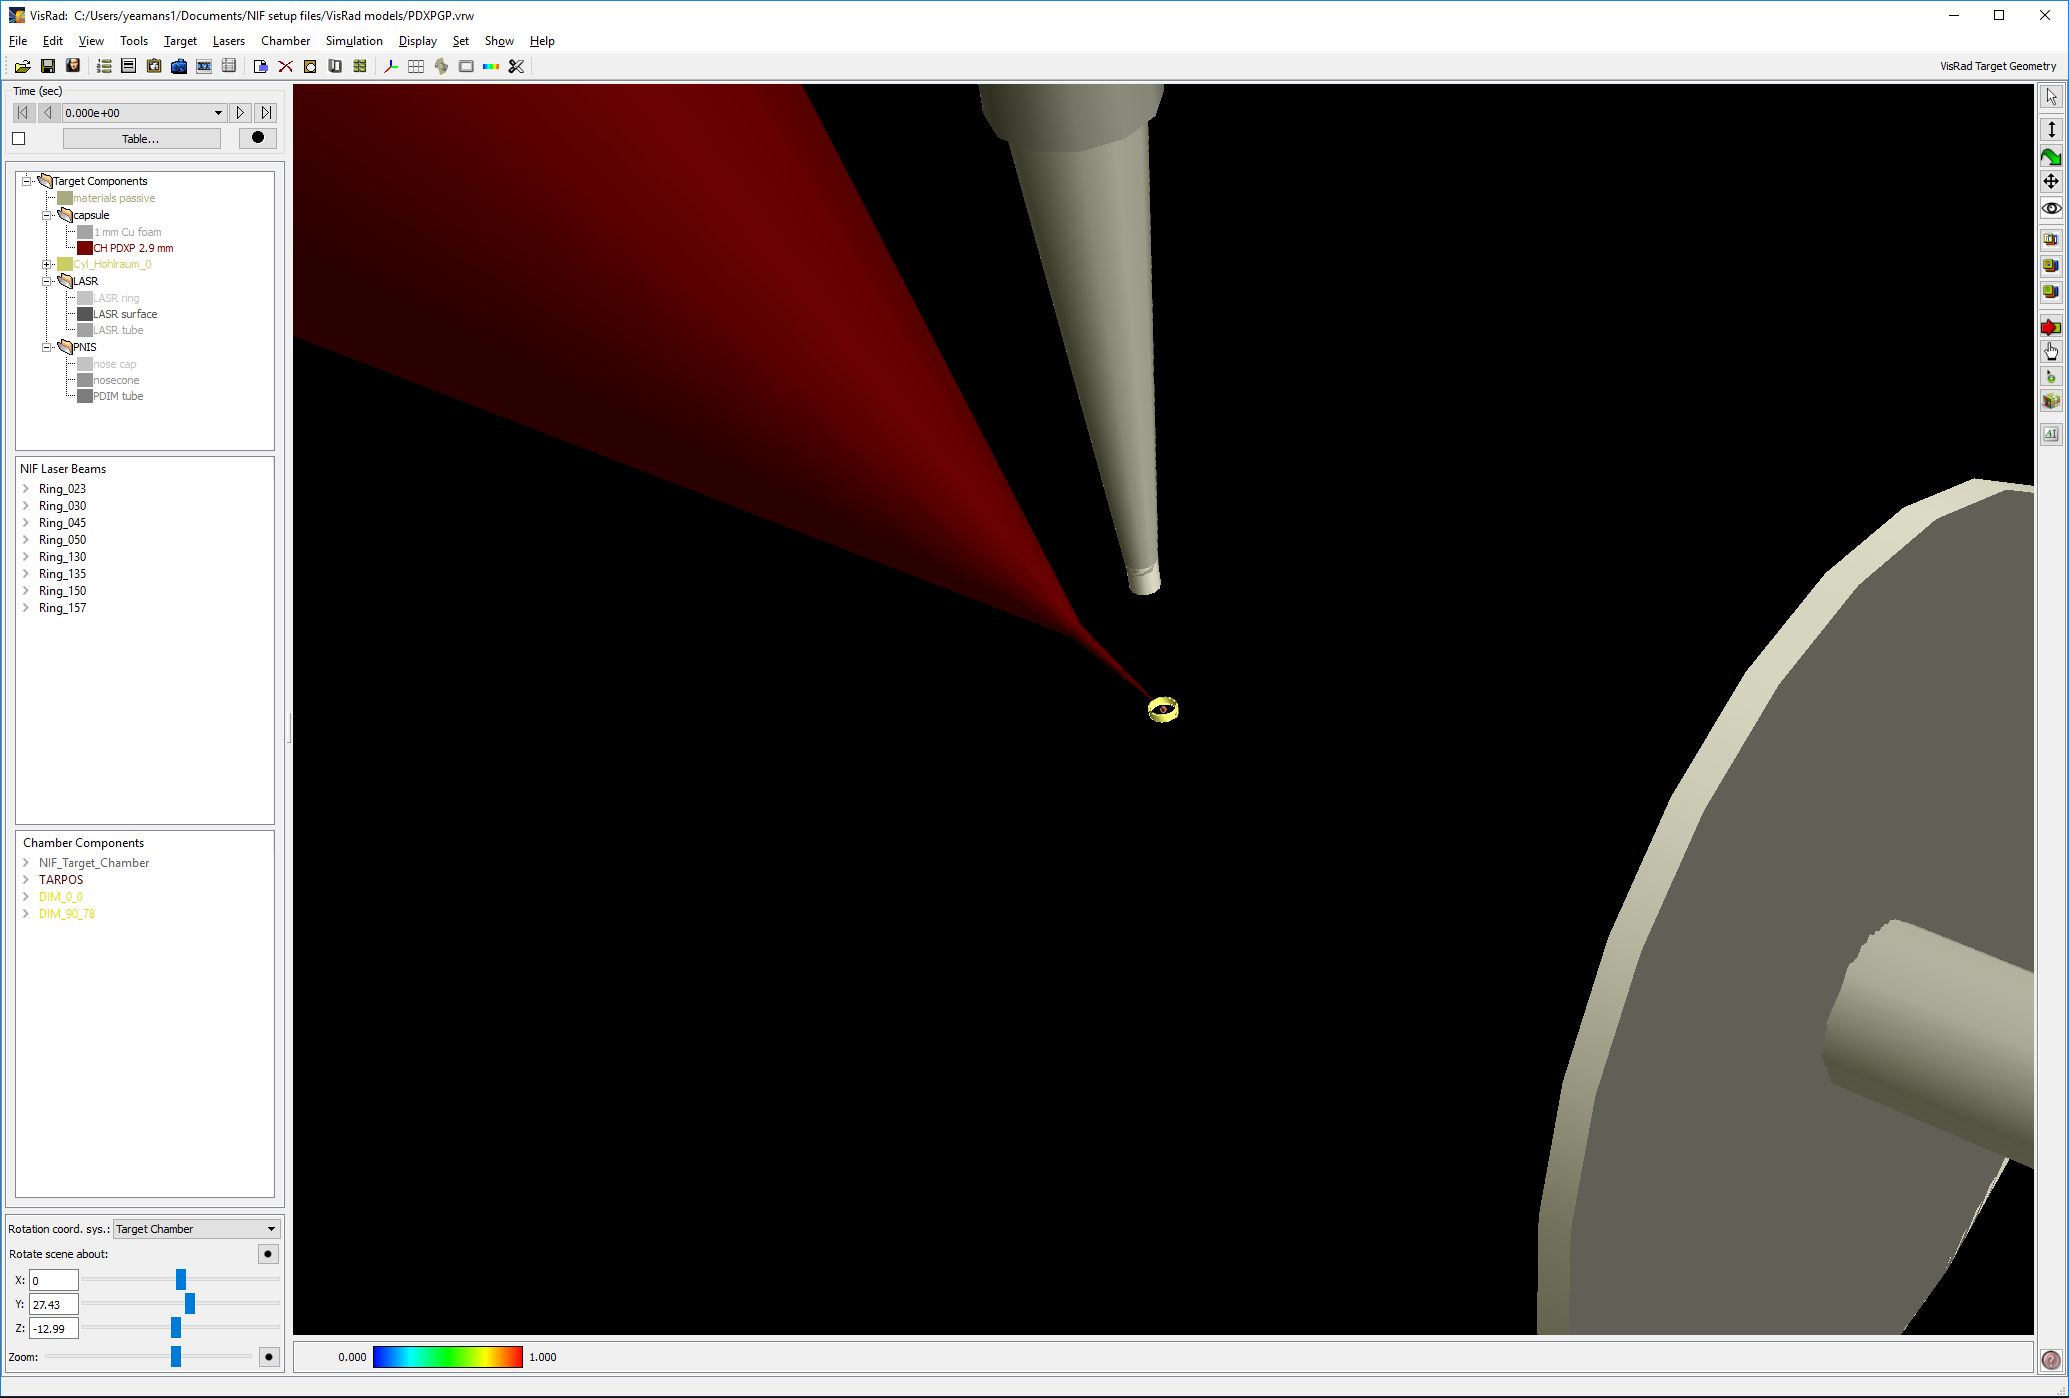 VisRad: C:/Users/yeamans1/Documents/NIF setup files/VisRad models/PDXPGP.vrw
File Edit View Tools Target Lasers Chamber Simulation Display Set Show Help
VisRad Target Geometry
Time (sec)
0.000e+00
Table...
Target Components
materials passive
capsule
1 mm Cu foam
CH PDXP 2.9 mm
Cyl_Hohlraum_0
LASR
LASR ring
LASR surface
LASR tube
PNIS
nose cap
nosecone
PDIM tube
NIF Laser Beams
Ring_023
Ring_030
Ring_045
Ring_050
Ring_130
Ring_135
Ring_150
Ring_157
Chamber Components
NIF_Target_Chamber
TARPOS
DIM_0_0
DIM_90_78
Rotation coord. sys.: Target Chamber
Rotate scene about:
X: 0
Y: 27.43
Z: -12.99
Zoom:
0.000 1.000
AI